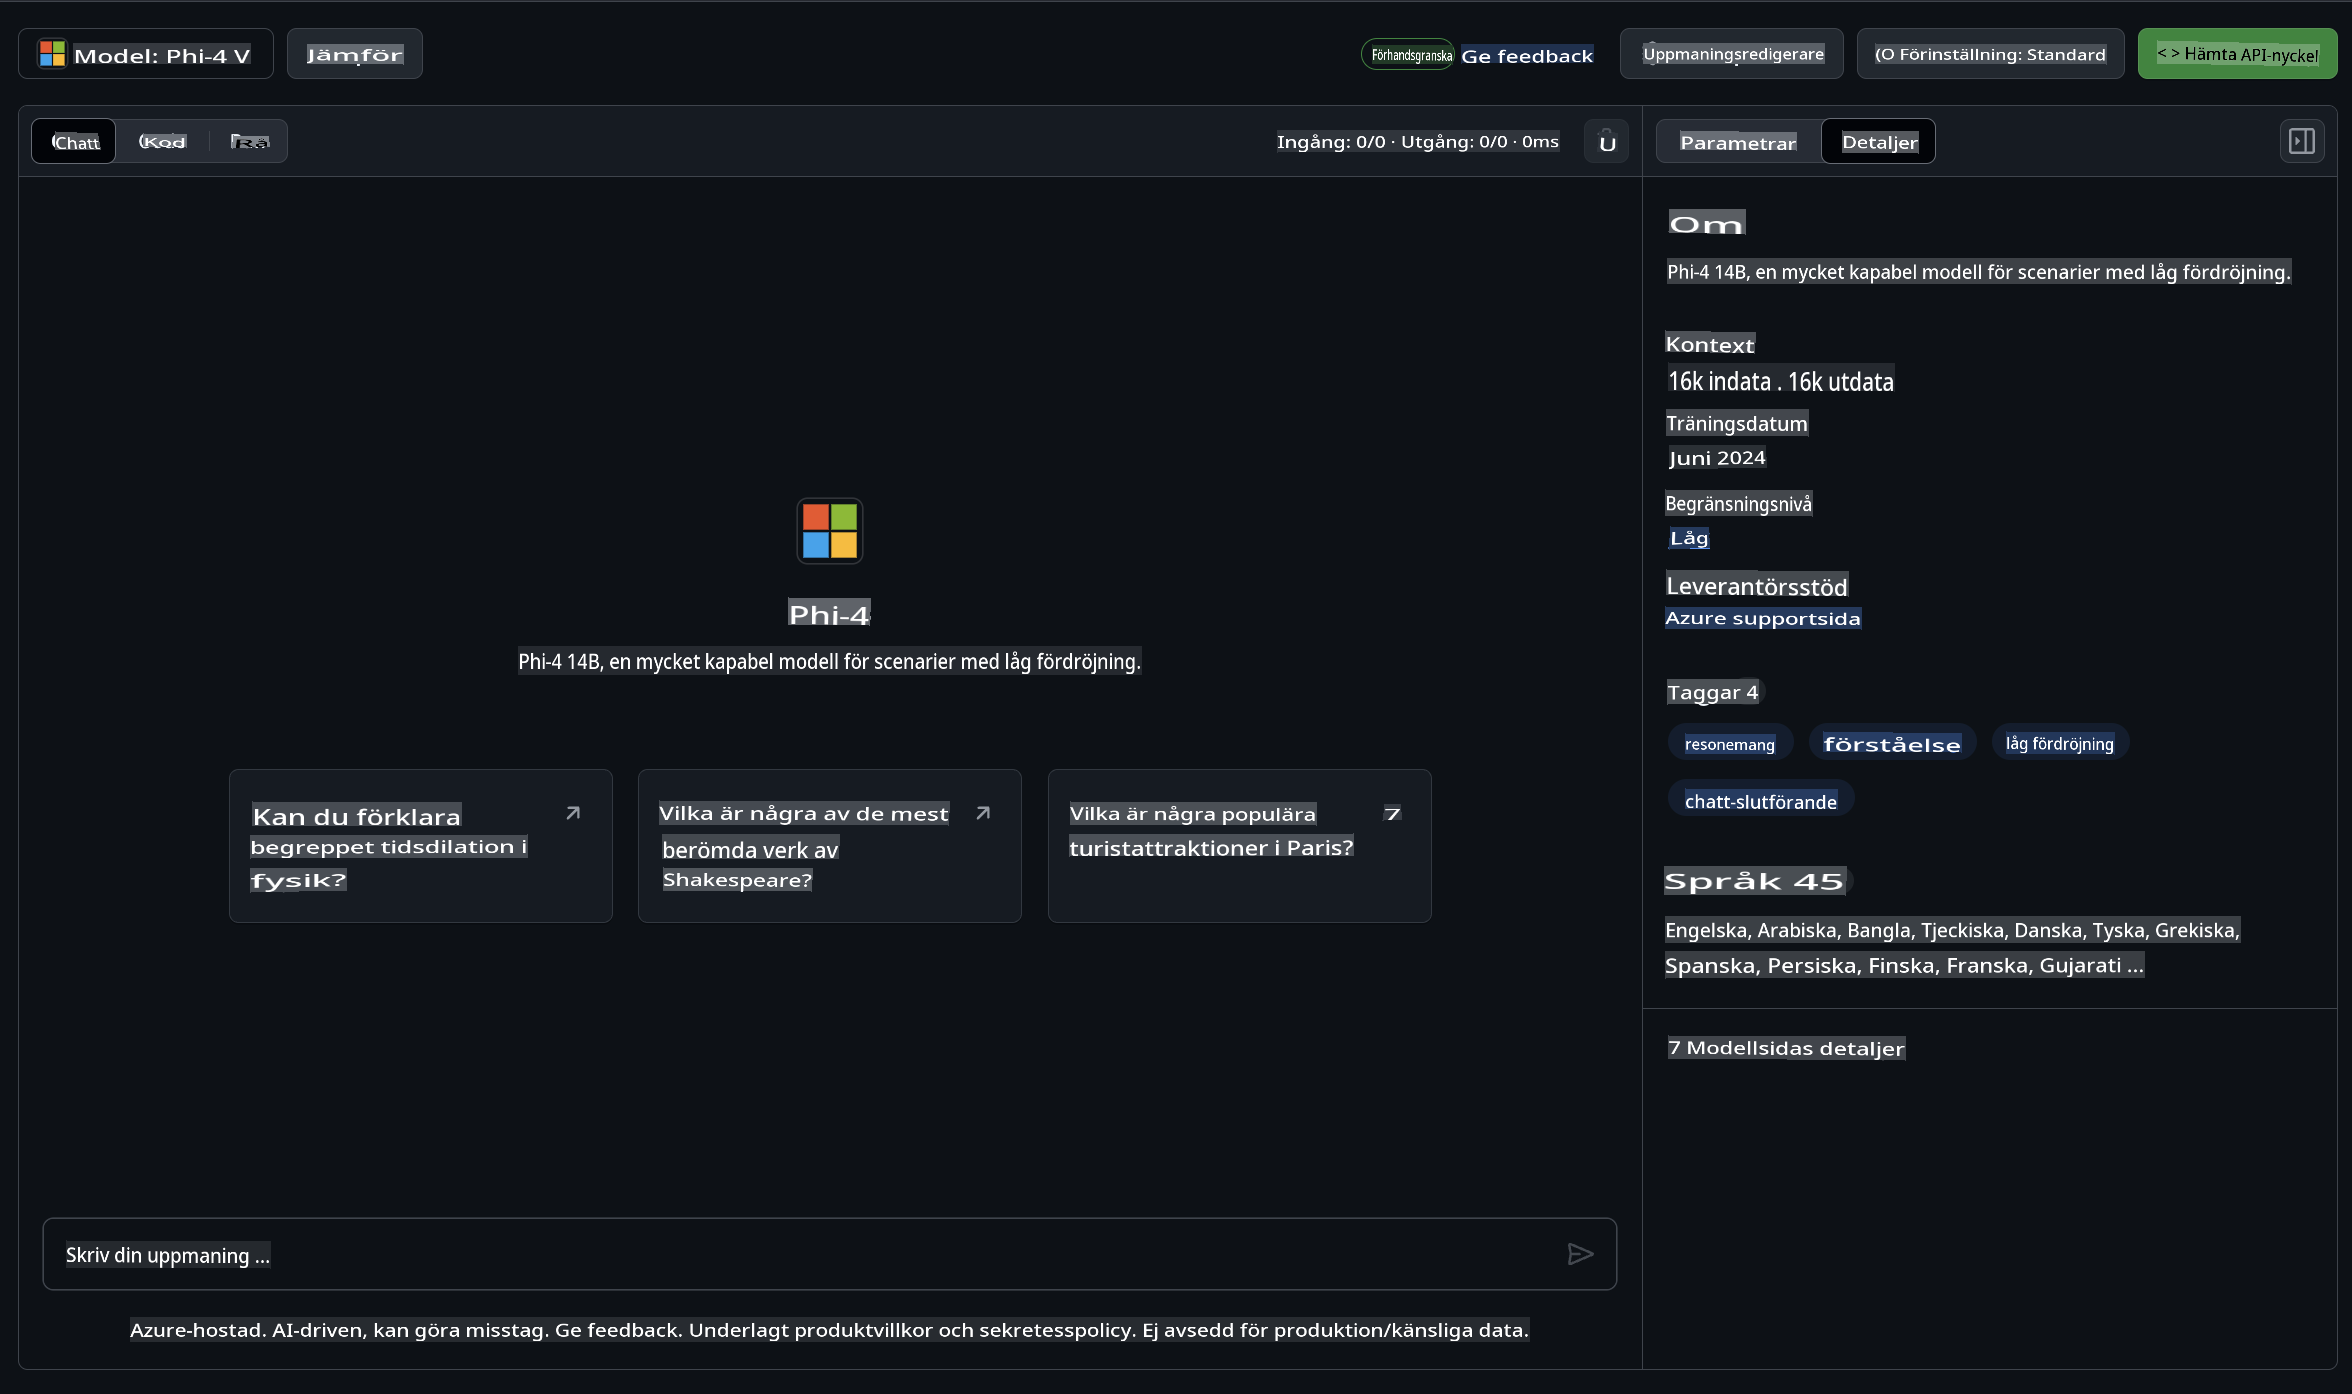 Model: Phi-4 V
Jämför
Förhandsgranska
Ge feedback
Uppmaningsredigerare
(O Förinställning: Standard
< > Hämta API-nyckel
Chatt
Kod
Rå
Ingång: 0/0 · Utgång: 0/0 · 0ms
Parametrar
Detaljer
Phi-4
Phi-4 14B, en mycket kapabel modell för scenarier med låg fördröjning.
Kan du förklara
begreppet tidsdilation i
fysik?
Vilka är några av de mest
berömda verk av
Shakespeare?
Vilka är några populära
turistattraktioner i Paris?
7
Skriv din uppmaning ...
Azure-hostad. AI-driven, kan göra misstag. Ge feedback. Underlagt produktvillkor och sekretesspolicy. Ej avsedd för produktion/känsliga data.
Om
Phi-4 14B, en mycket kapabel modell för scenarier med låg fördröjning.
Kontext
16k indata . 16k utdata
Träningsdatum
Juni 2024
Begränsningsnivå
Låg
Leverantörsstöd
Azure supportsida
Taggar 4
resonemang
förståelse
låg fördröjning
chatt-slutförande
Språk 45
Engelska, Arabiska, Bangla, Tjeckiska, Danska, Tyska, Grekiska,
Spanska, Persiska, Finska, Franska, Gujarati ...
7 Modellsidas detaljer